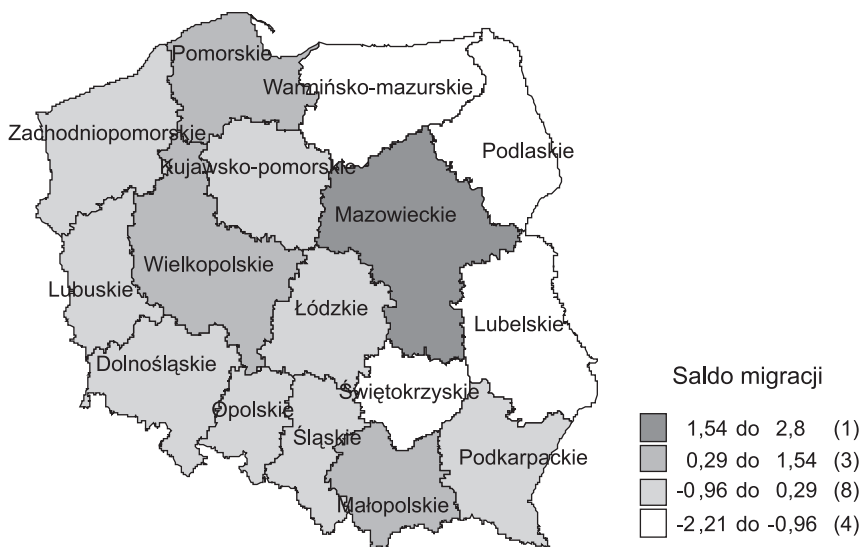 Pomorskie
Warmińsko-mazurskie
Zachodniopomorskie
Podlaskie
Kujawsko-pomorskie
Mazowieckie
Wielkopolskie
Lubuskie
Łódzkie
Lubelskie
Dolnośląskie
Świętokrzyskie
Opolskie
Śląskie
Podkarpackie
Małopolskie
Saldo migracji
1,54 do 2,8 (1)
0,29 do 1,54 (3)
-0,96 do 0,29 (8)
-2,21 do -0,96 (4)